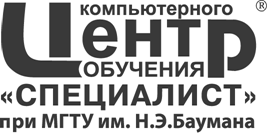 компьютерного ®
Центр
ОБУЧЕНИЯ
«СПЕЦИАЛИСТ»
при МГТУ им. Н.Э.Баумана